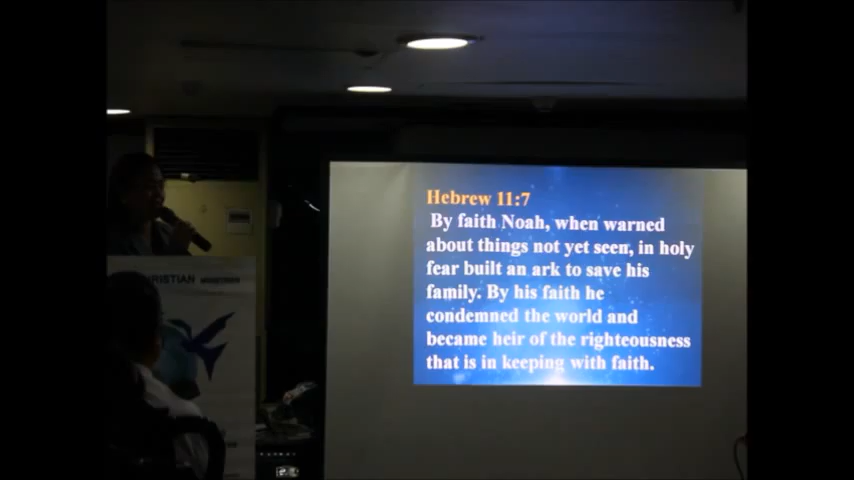 Hebrew 11:7
By faith Noah, when warned
about things not yet seen, in holy
fear built an ark to save his
family. By his faith he
condemned the world and
became heir of the righteousness
that is in keeping with faith.
CHRISTIAN